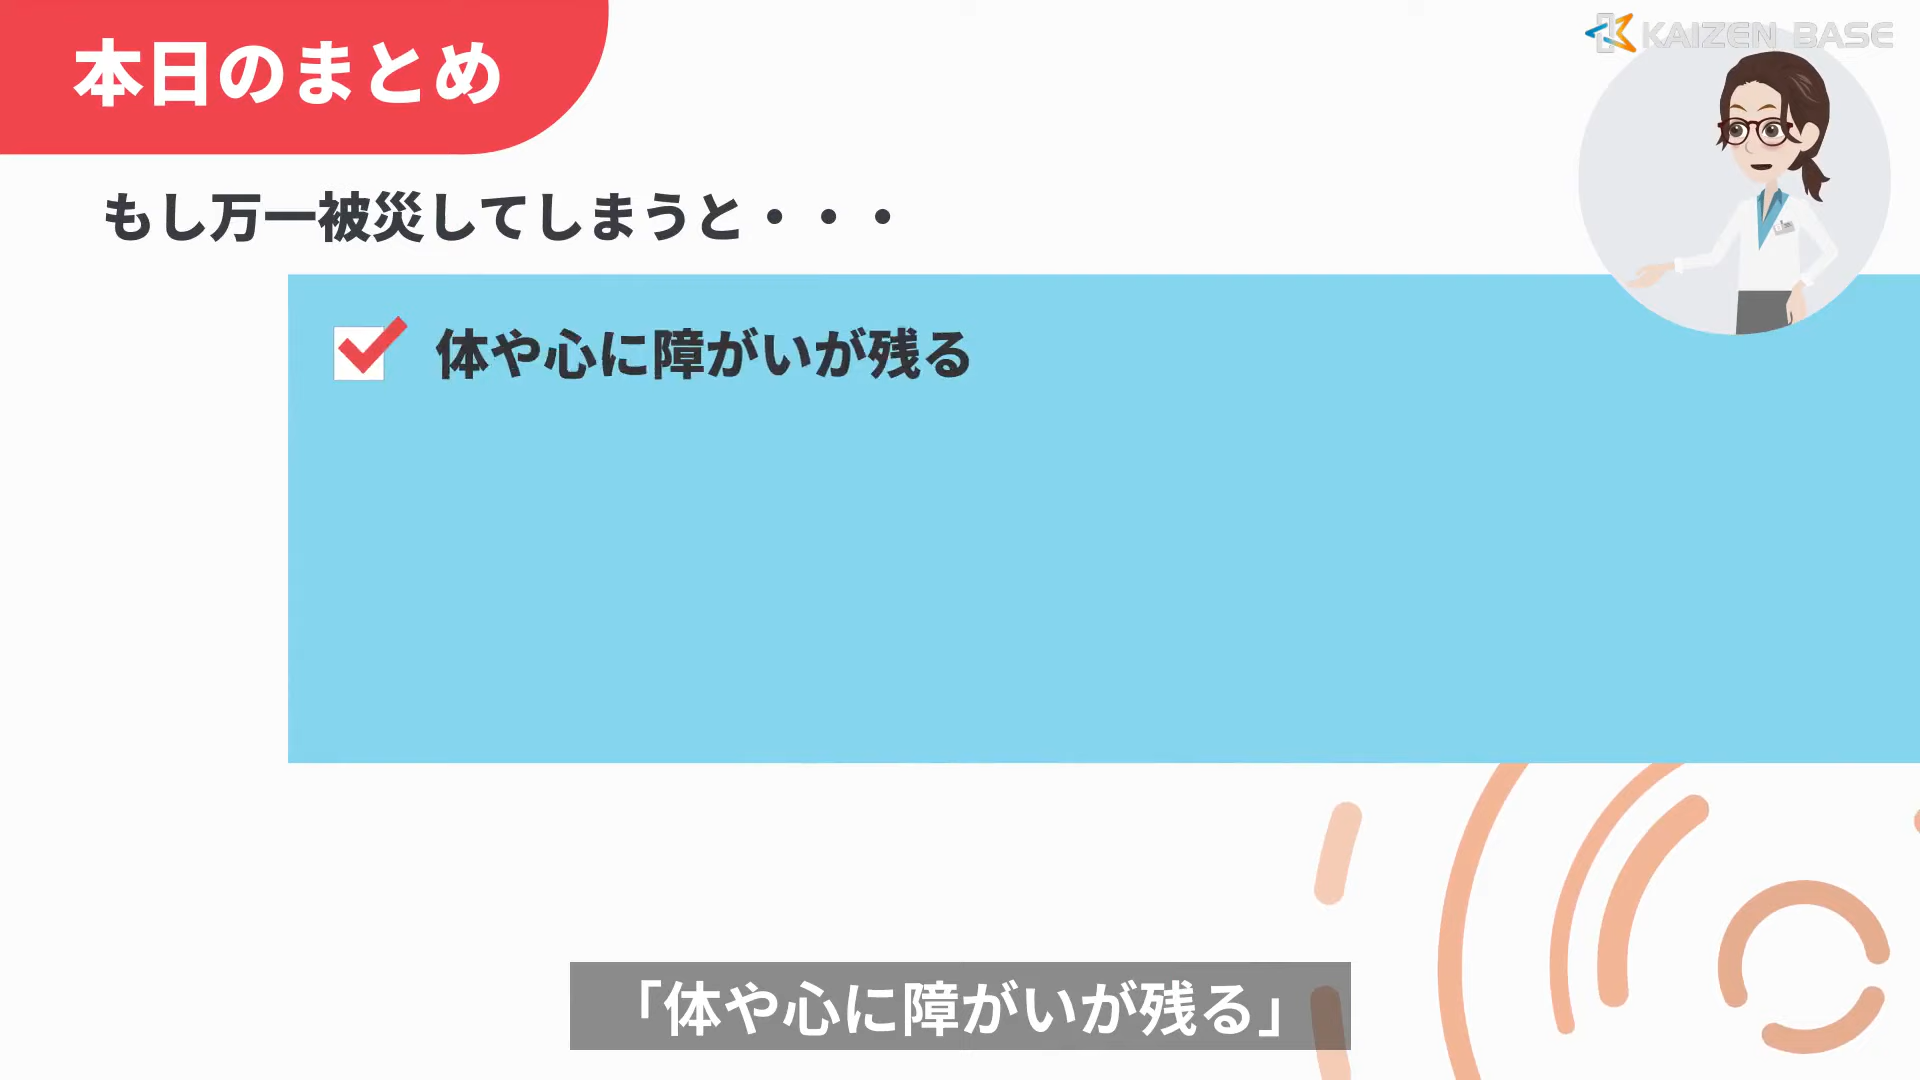 本日のまとめ
KAIZEN BASE
もし万一被災してしまうと・・・
体や心に障がいが残る
「体や心に障がいが残る」